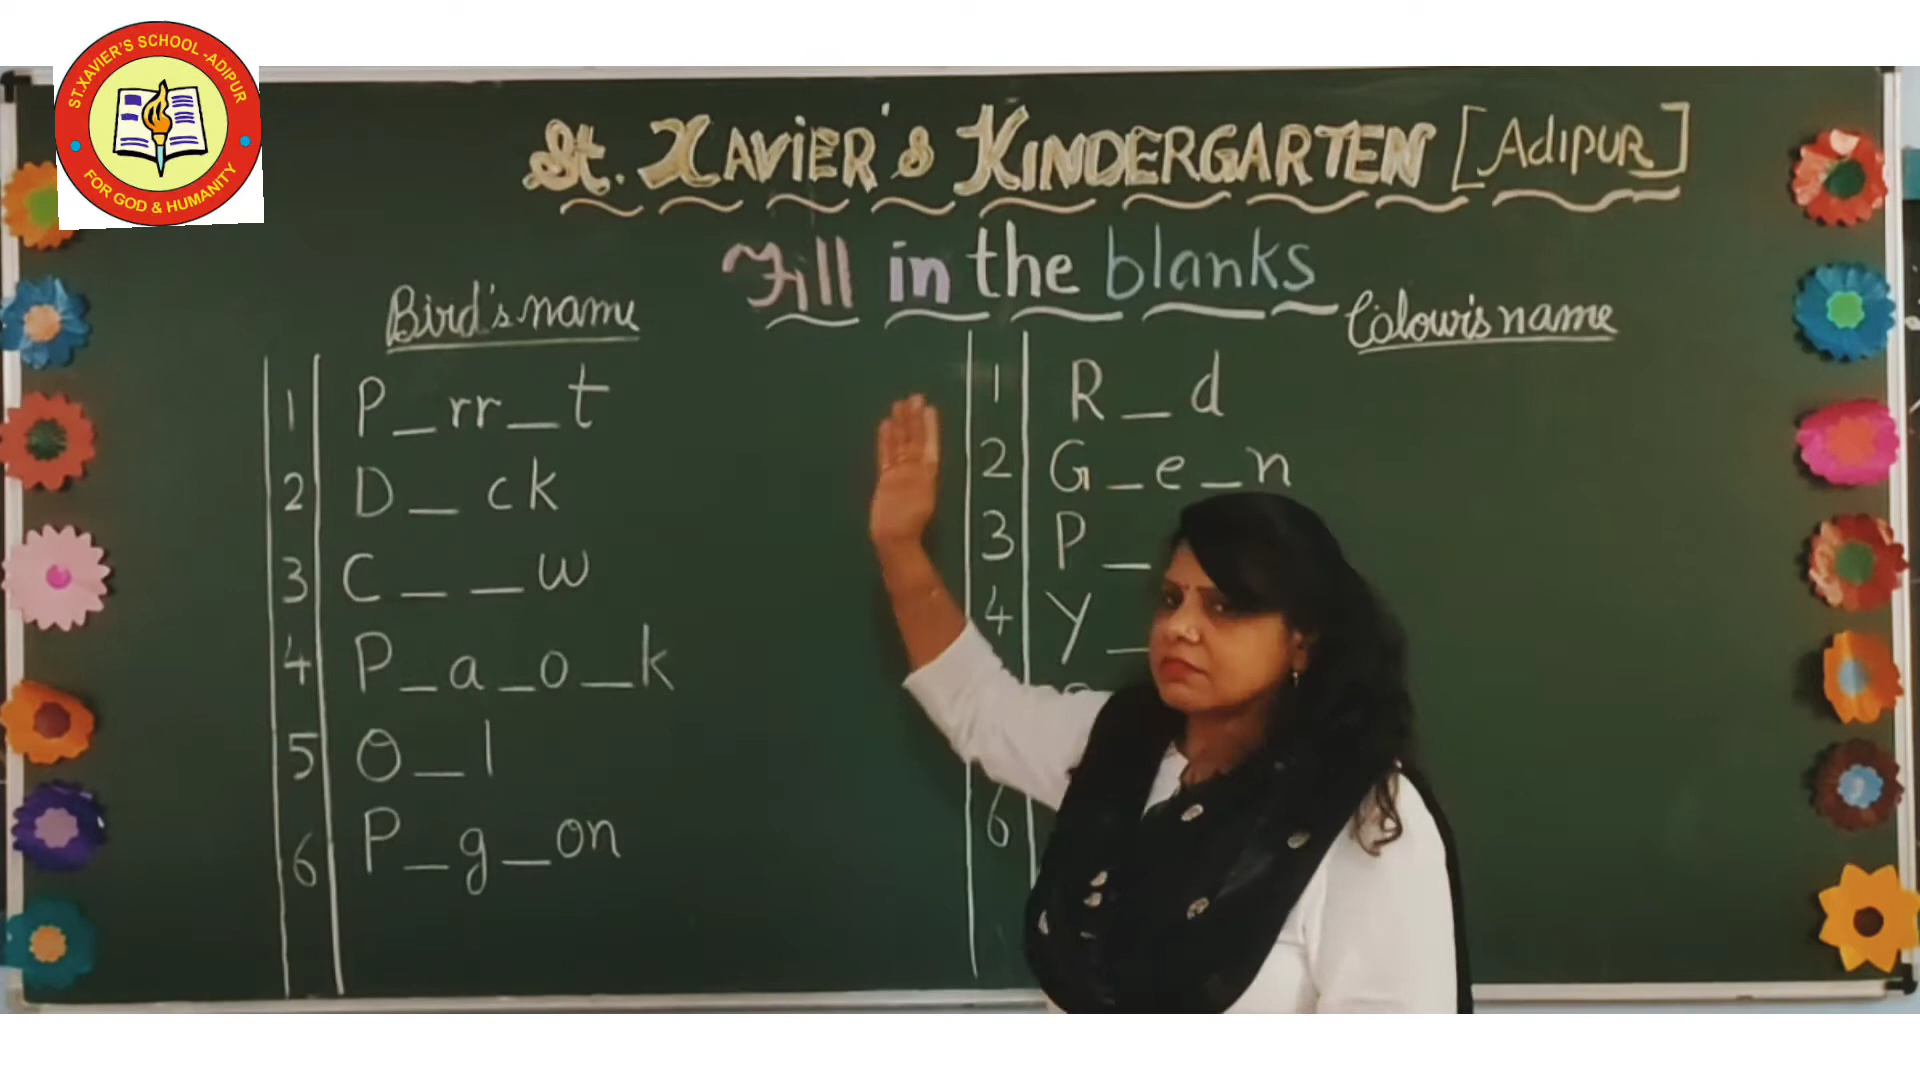 ST.XAVIER'S SCHOOL -ADIPUR
FOR GOD & HUMANITY
St. XAViER's KiNDERGARTEN [ADIPUR]
Fill in the blanks
Bird's name
1 P_rr_t
2 D_ck
3 C_ _w
4 P_a_o_k
5 O_l
6 P_g_on
Colour's name
1 R_d
2 G_e_n
3 P_
4 Y_
6